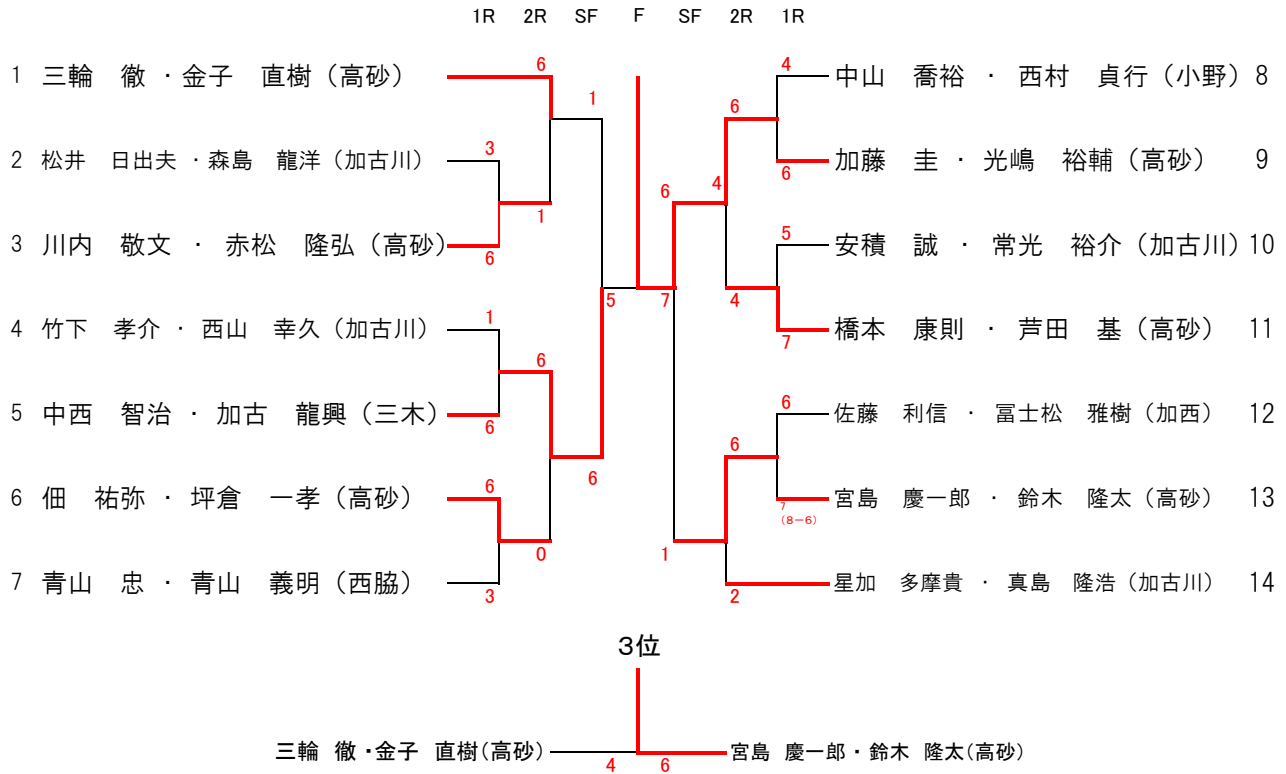 1R 2R SF F SF 2R 1R
1 三輪 徹 ・ 金子 直樹 (高砂)
2 松井 日出夫 ・ 森島 龍洋 (加古川)
3 川内 敬文 ・ 赤松 隆弘 (高砂)
4 竹下 孝介 ・ 西山 幸久 (加古川)
5 中西 智治 ・ 加古 龍興 (三木)
6 佃 祐弥 ・ 坪倉 一孝 (高砂)
7 青山 忠 ・ 青山 義明 (西脇)
6
1
3
6
1
1
6
6
6
6
0
3
5
7
6
4
1
4
6
6
5
4
7
6
6
7
(8-6)
2
中山 喬裕 ・ 西村 貞行 (小野) 8
加藤 圭 ・ 光嶋 裕輔 (高砂) 9
安積 誠 ・ 常光 裕介 (加古川) 10
橋本 康則 ・ 芦田 基 (高砂) 11
佐藤 利信 ・ 冨士松 雅樹 (加西) 12
宮島 慶一郎 ・ 鈴木 隆太 (高砂) 13
星加 多摩貴 ・ 真島 隆浩 (加古川) 14
3位
三輪 徹・金子 直樹(高砂) 宮島 慶一郎・鈴木 隆太(高砂)
4 6